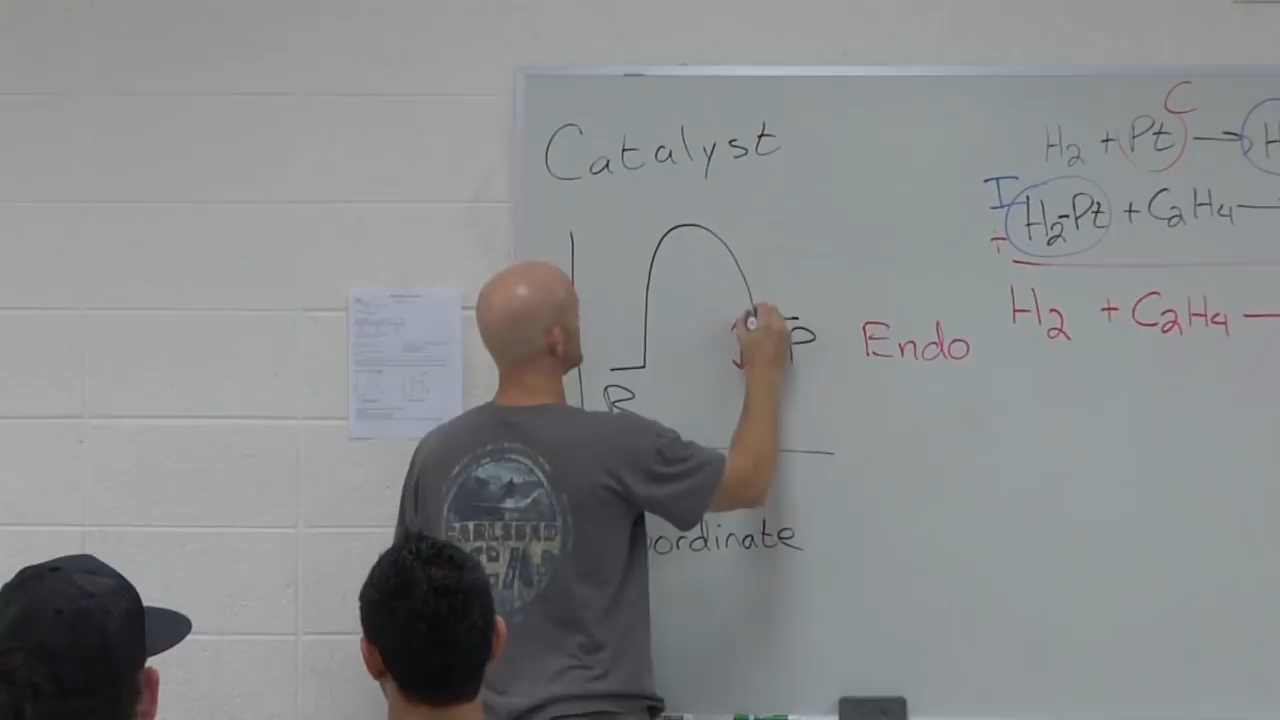 Catalyst
R
P
Endo
ordinate
C
H₂ + Pt → H
I
H₂-Pt + C₂H₄ —
+
H₂ + C₂H₄ —